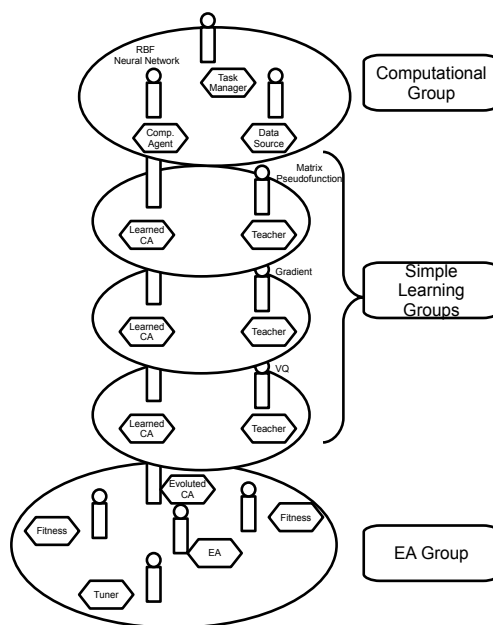 RBF
Neural Network
Task
Manager
Computational
Group
Comp.
Agent
Data
Source
Matrix
Pseudofunction
Learned
CA
Teacher
Gradient
Simple
Learning
Groups
Learned
CA
Teacher
VQ
Learned
CA
Teacher
Evoluted
CA
Fitness
Fitness
EA
EA Group
Tuner